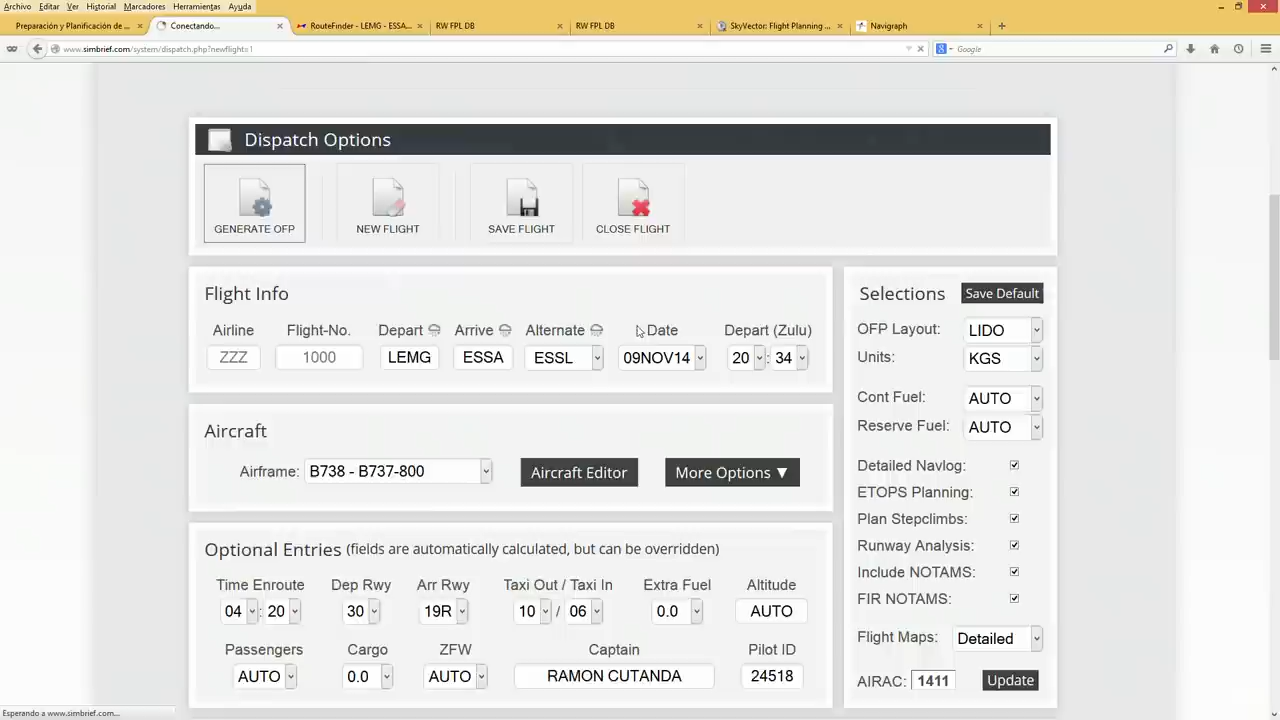 Archivo Editar Ver Historial Marcadores Herramientas Ayuda
Preparación y Planificación de ...
Conectando...
RouteFinder - LEMG - ESSA...
RW FPL DB
RW FPL DB
SkyVector: Flight Planning ...
Navigraph
www.simbrief.com/system/dispatch.php?newflight=1
Google
Dispatch Options
GENERATE OFP
NEW FLIGHT
SAVE FLIGHT
CLOSE FLIGHT
Flight Info
Airline Flight-No. Depart Arrive Alternate Date Depart (Zulu)
ZZZ 1000 LEMG ESSA ESSL 09NOV14 20 : 34
Aircraft
Airframe: B738 - B737-800 Aircraft Editor More Options ▼
Optional Entries (fields are automatically calculated, but can be overridden)
Time Enroute Dep Rwy Arr Rwy Taxi Out / Taxi In Extra Fuel Altitude
04 : 20 30 19R 10 / 06 0.0 AUTO
Passengers Cargo ZFW Captain Pilot ID
AUTO 0.0 AUTO RAMON CUTANDA 24518
Selections Save Default
OFP Layout: LIDO
Units: KGS
Cont Fuel: AUTO
Reserve Fuel: AUTO
Detailed Navlog:
ETOPS Planning:
Plan Stepclimbs:
Runway Analysis:
Include NOTAMS:
FIR NOTAMS:
Flight Maps: Detailed
AIRAC: 1411 Update
Esperando a www.simbrief.com...